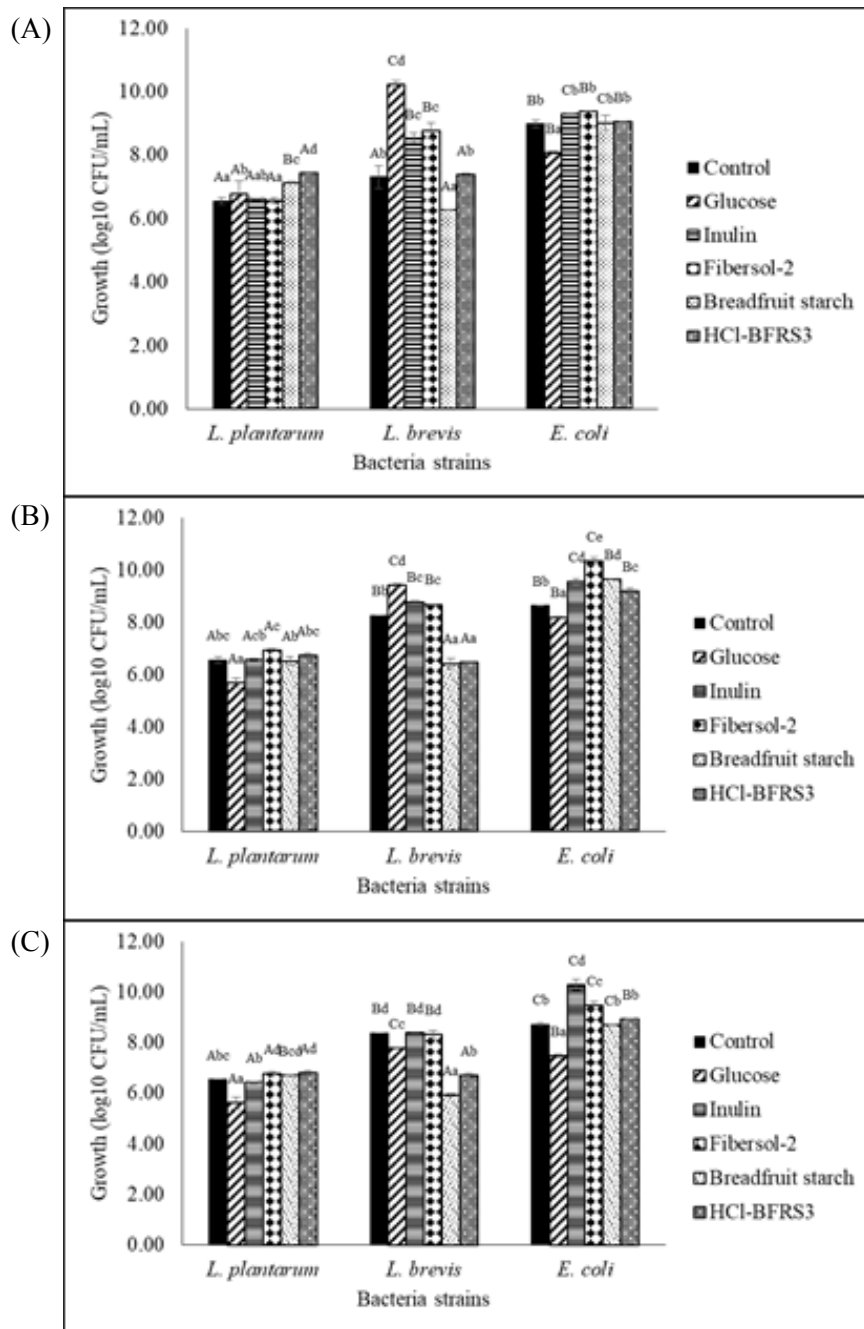 (A)
12.00
10.00
8.00
6.00
4.00
2.00
0.00
Growth (log10 CFU/mL)
Aa Ab Aab Aa Bc Ad
Ab Cd Bc Bc Aa Ab
Bb Ba Cb Bb Cb Bb
L. plantarum L. brevis E. coli
Bacteria strains
Control
Glucose
Inulin
Fibersol-2
Breadfruit starch
HCl-BFRS3
(B)
12.00
10.00
8.00
6.00
4.00
2.00
0.00
Growth (log10 CFU/mL)
Abc Aa Acb Ac Ab Abc
Bb Cd Bc Bc Aa Aa
Bb Ba Cd Ce Bd Bc
L. plantarum L. brevis E. coli
Bacteria strains
Control
Glucose
Inulin
Fibersol-2
Breadfruit starch
HCl-BFRS3
(C)
12.00
10.00
8.00
6.00
4.00
2.00
0.00
Growth (log10 CFU/mL)
Abc Aa Ab Ad Bcd Ad
Bd Cc Bd Bd Aa Ab
Cb Ba Cd Cc Cb Bb
L. plantarum L. brevis E. coli
Bacteria strains
Control
Glucose
Inulin
Fibersol-2
Breadfruit starch
HCl-BFRS3